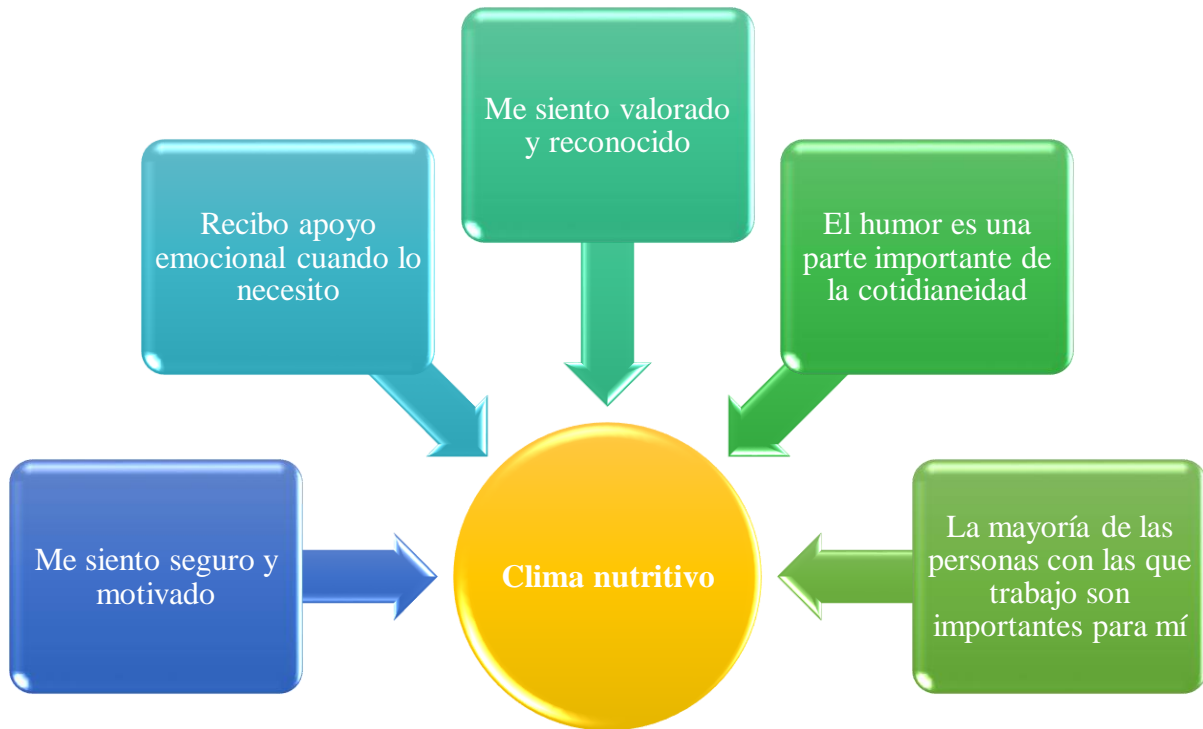 Me siento valorado
y reconocido
Recibo apoyo
emocional cuando lo
necesito
El humor es una
parte importante de
la cotidianeidad
Me siento seguro y
motivado
Clima nutritivo
La mayoría de las
personas con las que
trabajo son
importantes para mí